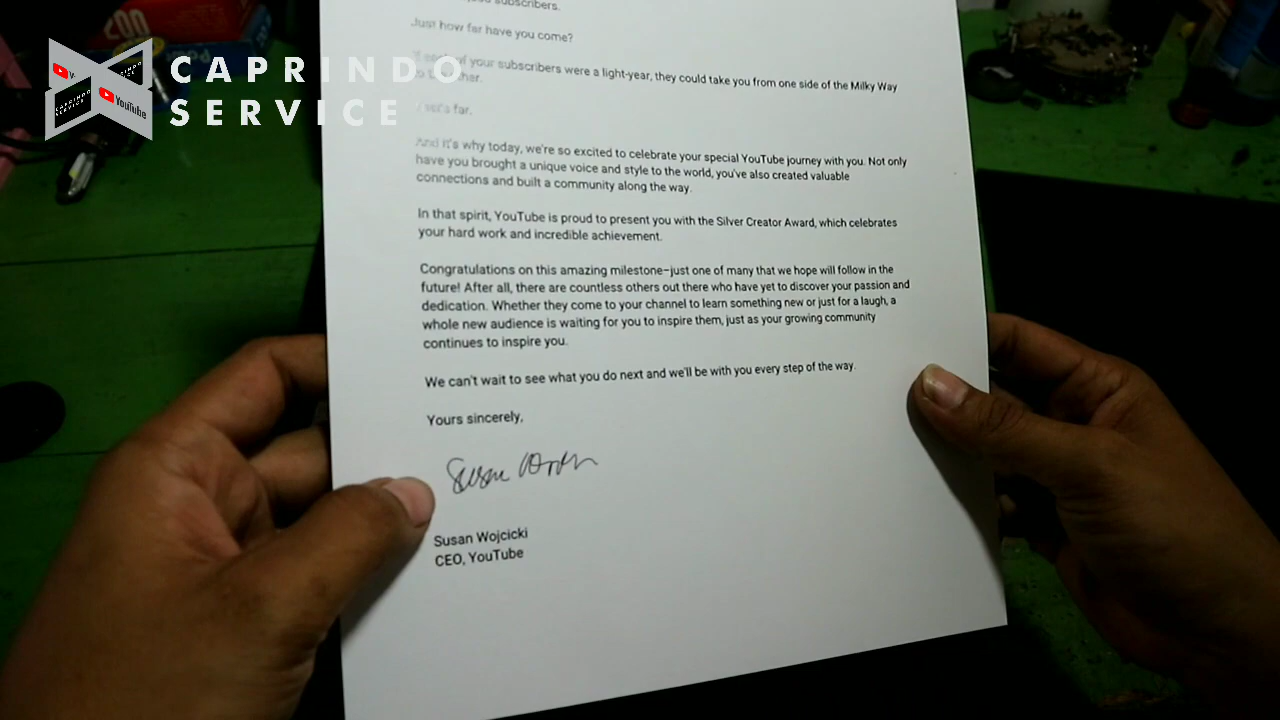 subscribers.
Just how far have you come?
of your subscribers were a light-year, they could take you from one side of the Milky Way
far.
CAPRINDO
SERVICE
YouTube
And it's why today, we're so excited to celebrate your special YouTube journey with you. Not only
have you brought a unique voice and style to the world, you've also created valuable
connections and built a community along the way.
In that spirit, YouTube is proud to present you with the Silver Creator Award, which celebrates
your hard work and incredible achievement.
Congratulations on this amazing milestone–just one of many that we hope will follow in the
future! After all, there are countless others out there who have yet to discover your passion and
dedication. Whether they come to your channel to learn something new or just for a laugh, a
whole new audience is waiting for you to inspire them, just as your growing community
continues to inspire you.
We can't wait to see what you do next and we'll be with you every step of the way.
Yours sincerely,
Susan Wojcicki
CEO, YouTube